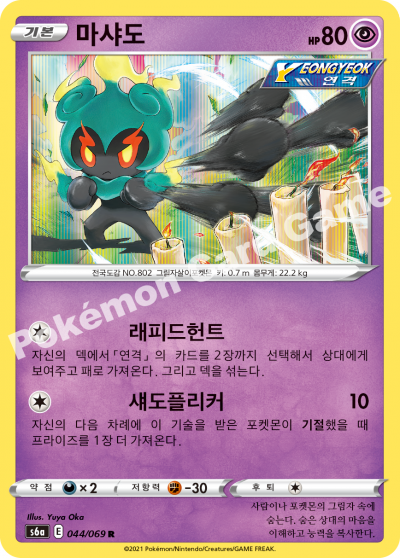 기본 마샤도 HP 80
YEONGYEOK
연격
전국도감 NO.802 그림자살이포켓몬 키: 0.7 m 몸무게: 22.2 kg
Pokémon Card Game
래피드헌트
자신의 덱에서 「연격」의 카드를 2장까지 선택해서 상대에게
보여주고 패로 가져온다. 그리고 덱을 섞는다.
섀도플리커 10
자신의 다음 차례에 이 기술을 받은 포켓몬이 기절했을 때
프라이즈를 1장 더 가져온다.
약점 ×2 저항력 -30 후퇴
Illus. Yuya Oka
s6a E 044/069 R
사람이나 포켓몬의 그림자 속에
숨는다. 숨은 상대의 마음을
이해하고 능력을 복제한다.
©2021 Pokémon/Nintendo/Creatures/GAME FREAK.